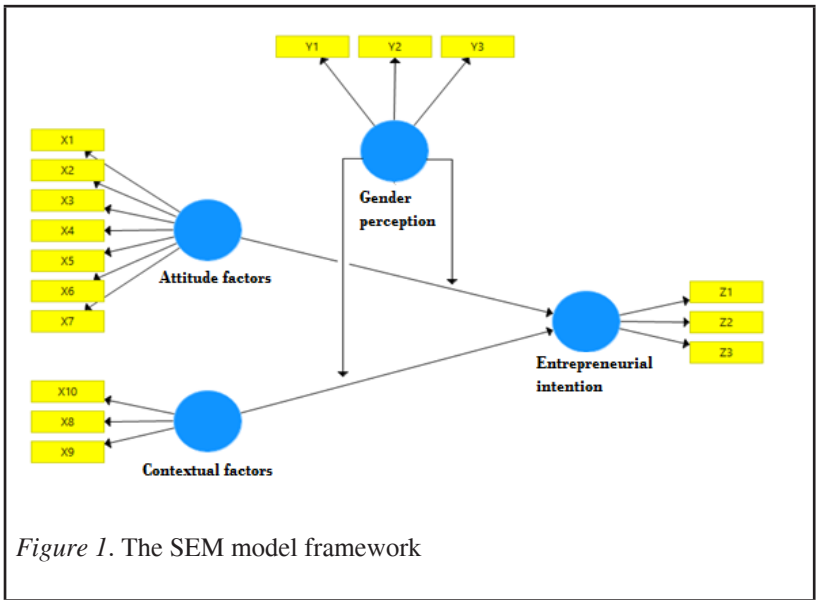 Y1 Y2 Y3
X1
X2
X3
X4
X5
X6
X7
Gender
perception
Attitude factors
Z1
Z2
Z3
Entrepreneurial
intention
X10
X8
X9
Contextual factors
Figure 1. The SEM model framework